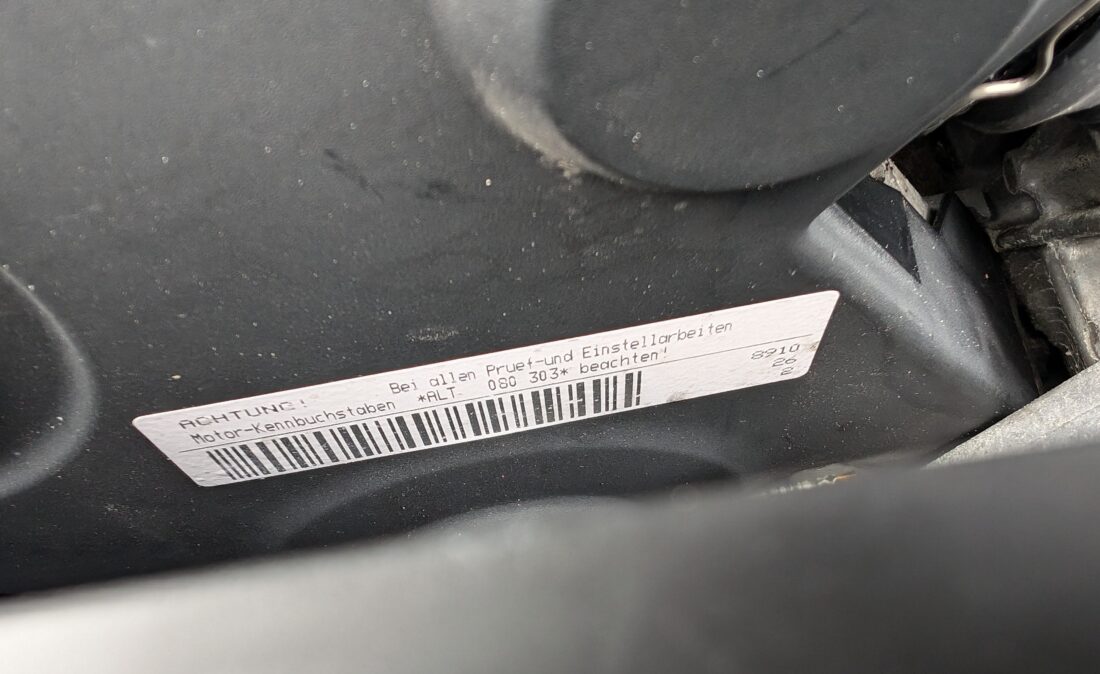 ACHTUNG! Bei allen Pruef-und Einstellarbeiten
Motor-Kennbuchstaben *ALT 080 303* beachten!
8910
26
2